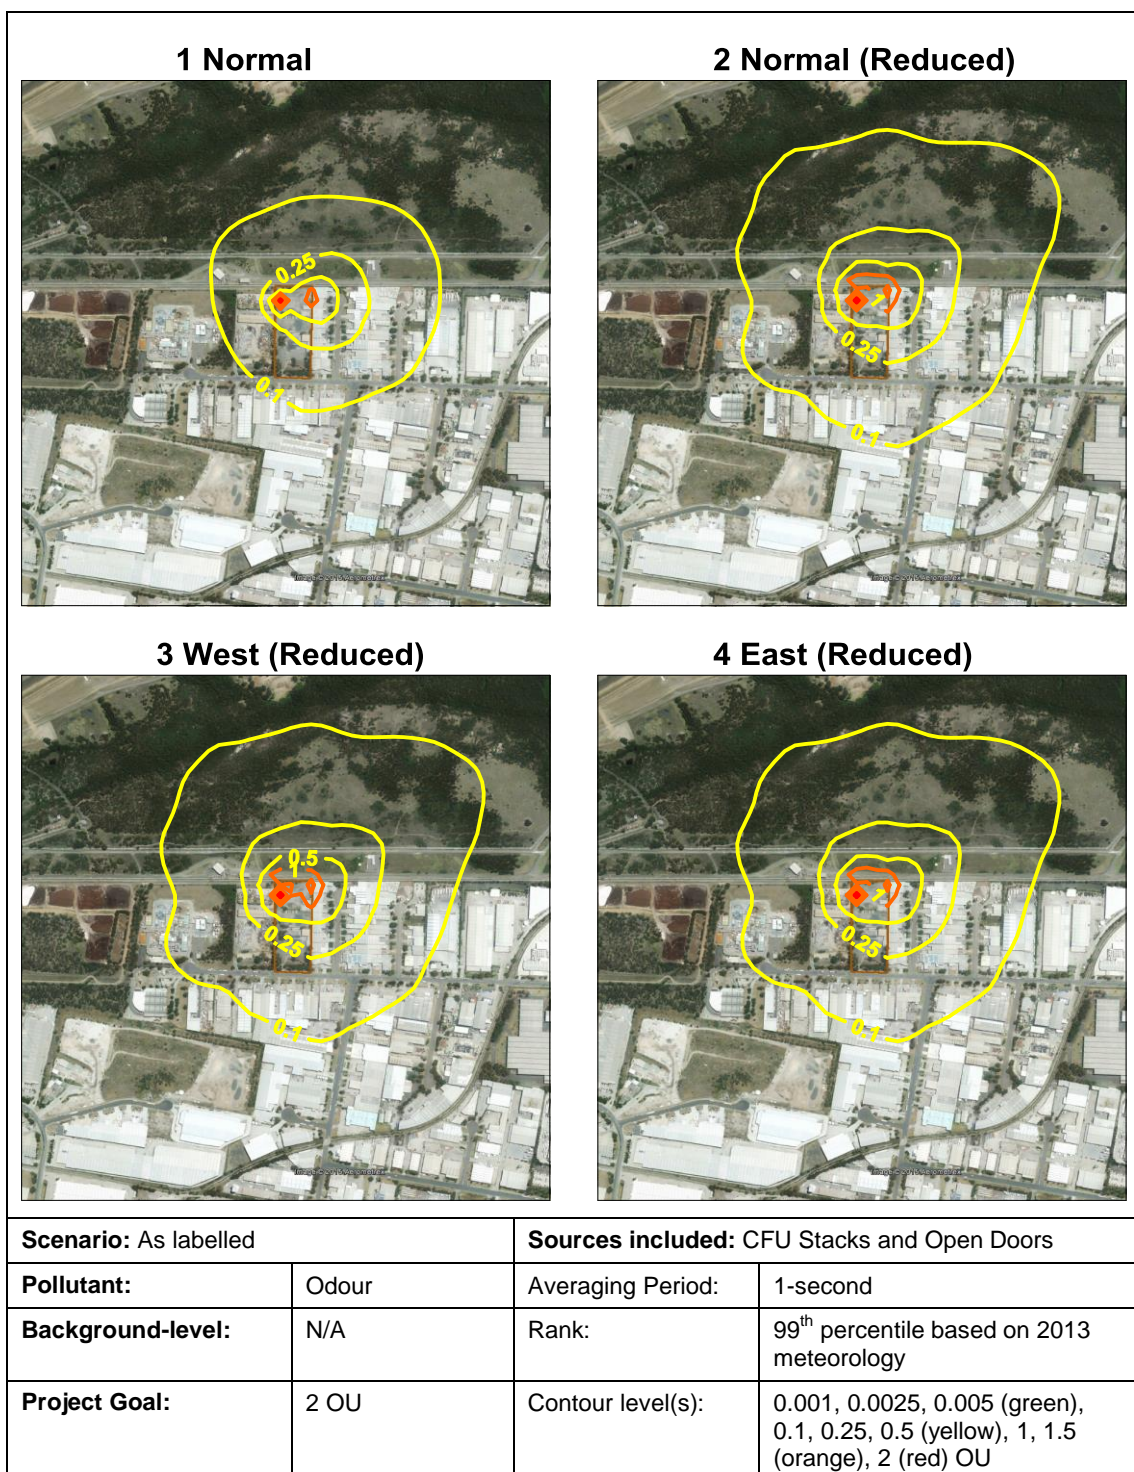 1 Normal
2 Normal (Reduced)
0.25
0.1
1
0.25
0.1
3 West (Reduced)
4 East (Reduced)
0.5
1
0.25
0.1
1
0.25
0.1
Scenario: As labelled
Sources included: CFU Stacks and Open Doors
Pollutant:
Odour
Averaging Period:
1-second
Background-level:
N/A
Rank:
99th percentile based on 2013
meteorology
Project Goal:
2 OU
Contour level(s):
0.001, 0.0025, 0.005 (green),
0.1, 0.25, 0.5 (yellow), 1, 1.5
(orange), 2 (red) OU